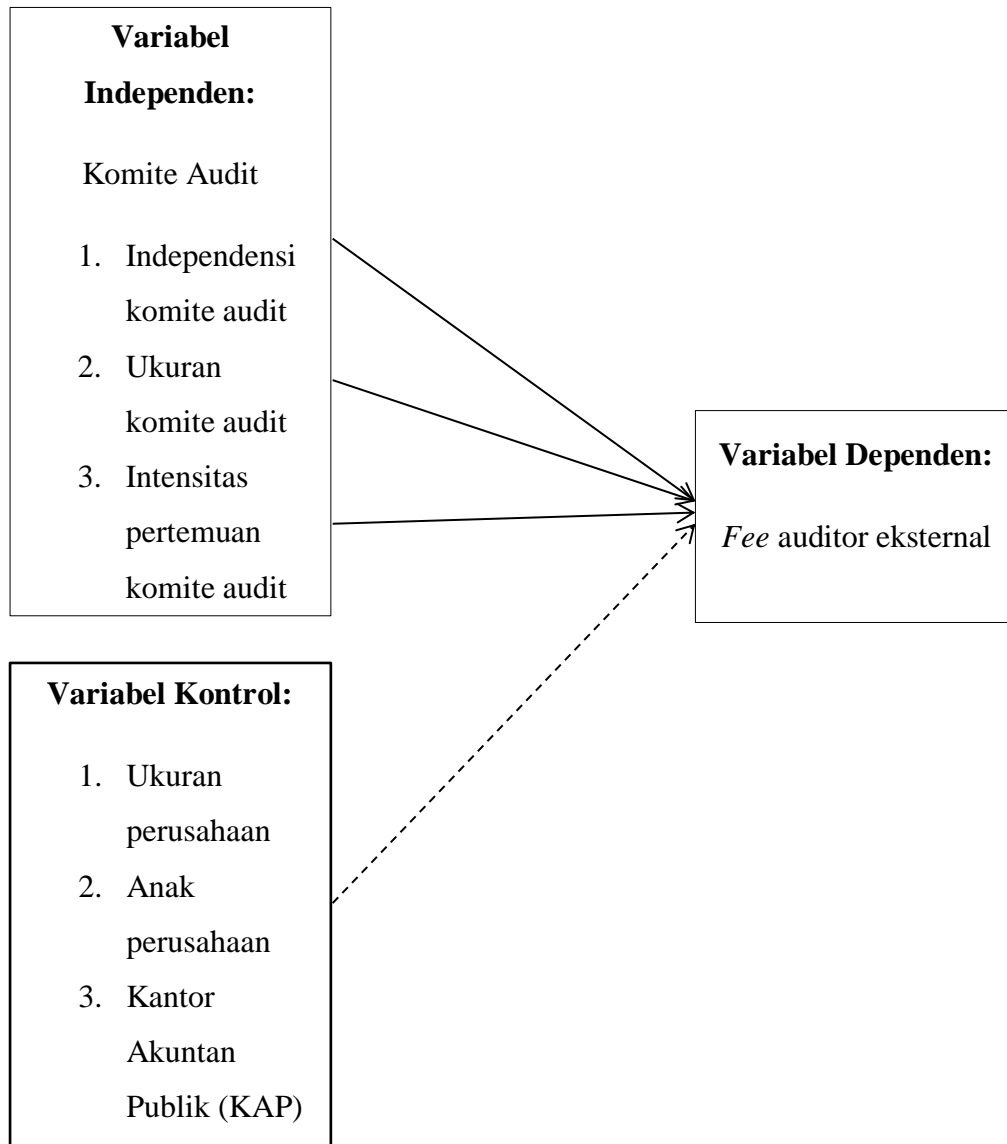 Variabel
Independen:
Komite Audit
1. Independensi
komite audit
2. Ukuran
komite audit
3. Intensitas
pertemuan
komite audit
Variabel Dependen:
Fee auditor eksternal
Variabel Kontrol:
1. Ukuran
perusahaan
2. Anak
perusahaan
3. Kantor
Akuntan
Publik (KAP)